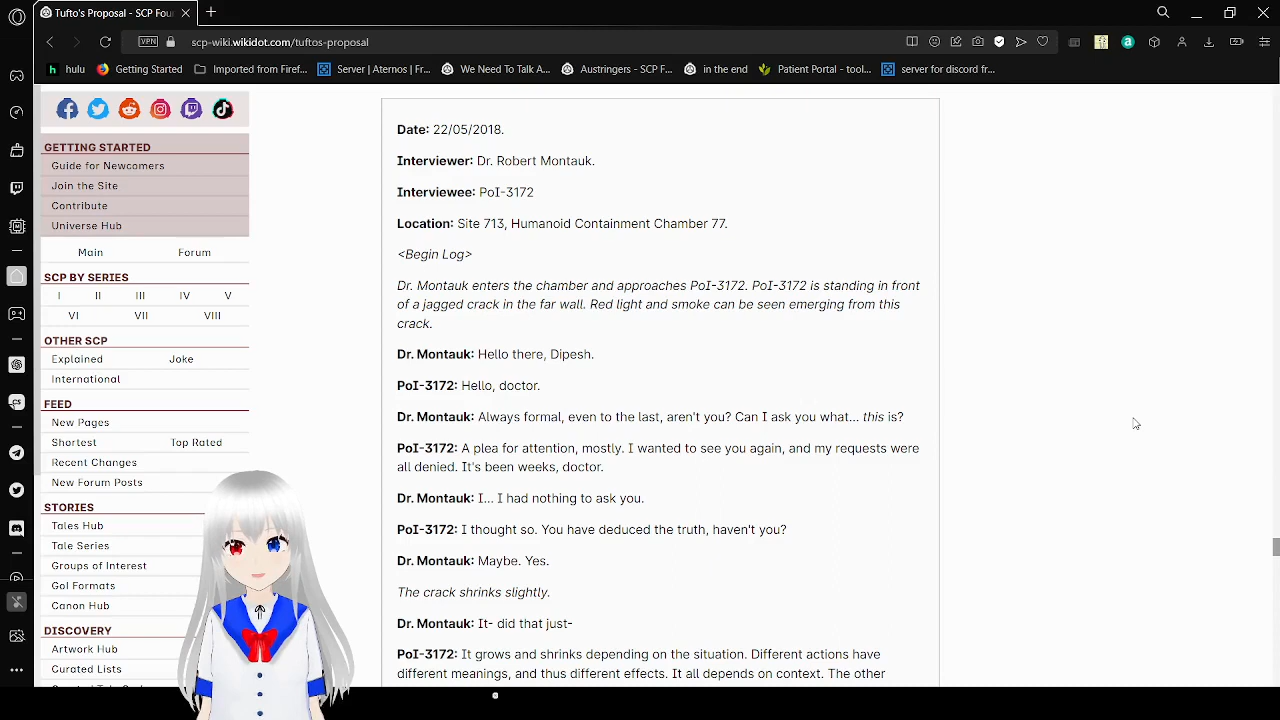 Tufto's Proposal - SCP Four
scp-wiki.wikidot.com/tuftos-proposal
VPN
hulu
Getting Started
Imported from Firef...
Server | Aternos | Fr...
We Need To Talk A...
Austringers - SCP F...
in the end
Patient Portal - tool...
server for discord fr...
GETTING STARTED
Guide for Newcomers
Join the Site
Contribute
Universe Hub
Main Forum
SCP BY SERIES
I II III IV V
VI VII VIII
OTHER SCP
Explained Joke
International
FEED
New Pages
Shortest Top Rated
Recent Changes
New Forum Posts
STORIES
Tales Hub
Tale Series
Groups of Interest
GoI Formats
Canon Hub
DISCOVERY
Artwork Hub
Curated Lists
Date: 22/05/2018.
Interviewer: Dr. Robert Montauk.
Interviewee: PoI-3172
Location: Site 713, Humanoid Containment Chamber 77.
<Begin Log>
Dr. Montauk enters the chamber and approaches PoI-3172. PoI-3172 is standing in front
of a jagged crack in the far wall. Red light and smoke can be seen emerging from this
crack.
Dr. Montauk: Hello there, Dipesh.
PoI-3172: Hello, doctor.
Dr. Montauk: Always formal, even to the last, aren't you? Can I ask you what... this is?
PoI-3172: A plea for attention, mostly. I wanted to see you again, and my requests were
all denied. It's been weeks, doctor.
Dr. Montauk: I... I had nothing to ask you.
PoI-3172: I thought so. You have deduced the truth, haven't you?
Dr. Montauk: Maybe. Yes.
The crack shrinks slightly.
Dr. Montauk: It- did that just-
PoI-3172: It grows and shrinks depending on the situation. Different actions have
different meanings, and thus different effects. It all depends on context. The other